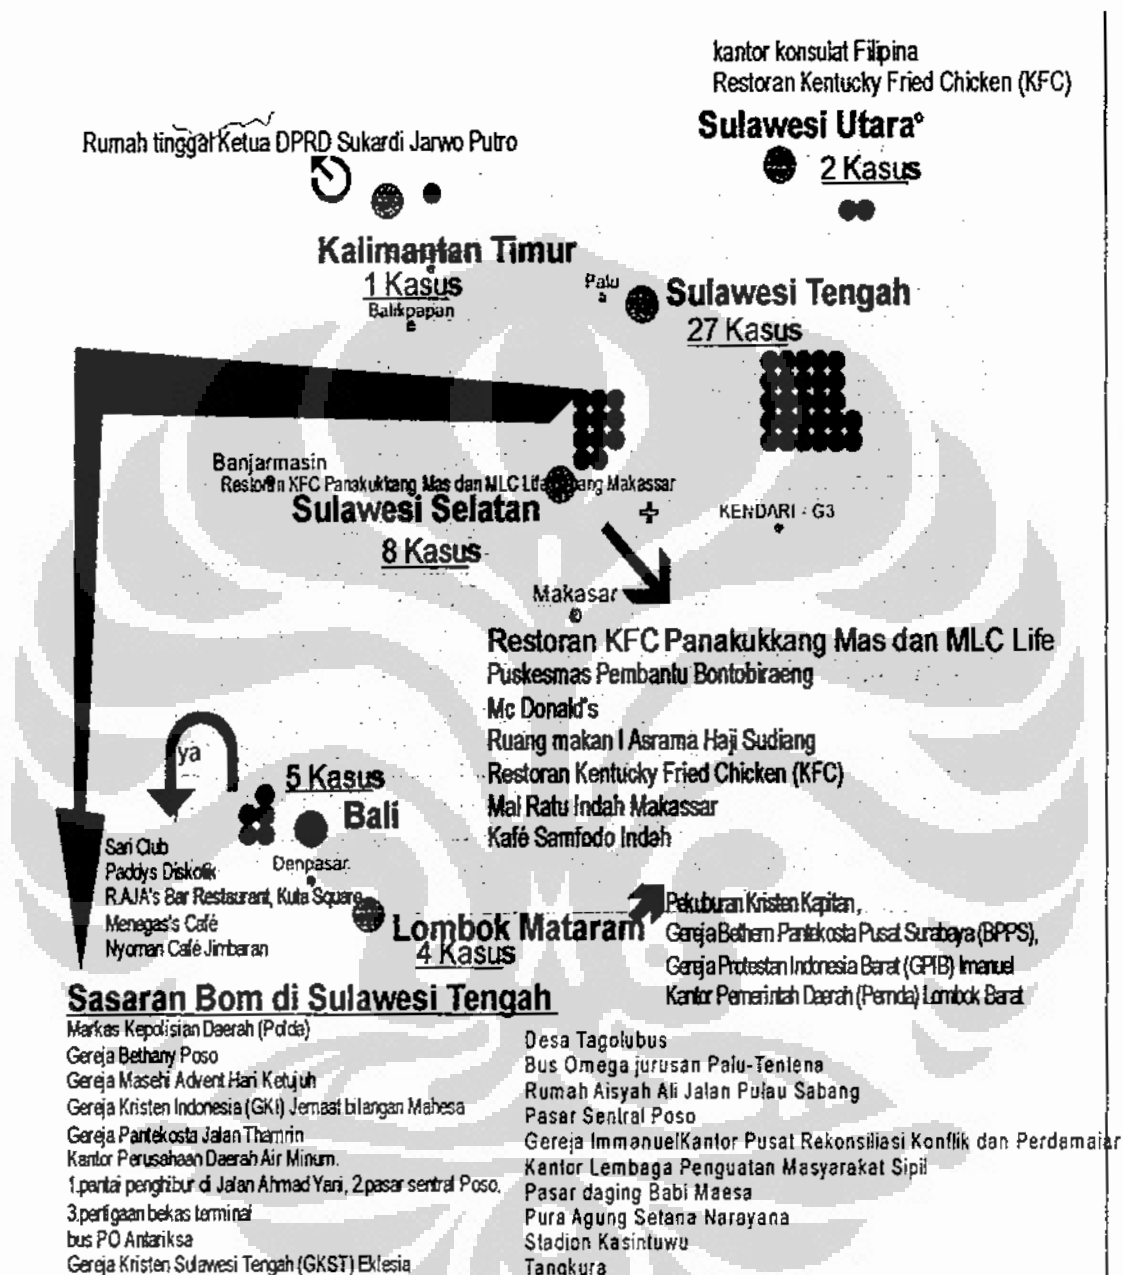 kantor konsulat Filipina
Restoran Kentucky Fried Chicken (KFC)
Sulawesi Utara
2 Kasus
Rumah tinggal Ketua DPRD Sukardi Jarwo Putro
Kalimantan Timur
1 Kasus
Balikpapan
Palu
Sulawesi Tengah
27 Kasus
Banjarmasin
Restoran KFC Panakukkang Mas dan MLC Life Makassar
Sulawesi Selatan
8 Kasus
KENDARI - G3
Makasar
Restoran KFC Panakukkang Mas dan MLC Life
Puskesmas Pembantu Bontobiraeng
Mc Donald's
Ruang makan I Asrama Haji Sudiang
Restoran Kentucky Fried Chicken (KFC)
Mal Ratu Indah Makassar
Kafé Samfodo Indah
ya
5 Kasus
Bali
Denpasar
Sari Club
Paddys Diskotik
R.AJA's Bar Restaurant, Kuta Square
Menegas's Café
Nyoman Café Jimbaran
Lombok Mataram
4 Kasus
Pekuburan Kristen Kapitan,
Gereja Bethem Pantekosta Pusat Surabaya (BPPS),
Gereja Protestan Indonesia Barat (GPIB) Imanuel
Kantor Pemerintah Daerah (Pemda) Lombok Barat
Sasaran Bom di Sulawesi Tengah
Markas Kepolisian Daerah (Polda)
Gereja Bethany Poso
Gereja Masehi Advent Hari Ketujuh
Gereja Kristen Indonesia (GKI) Jemaat bilangan Mahesa
Gereja Pantekosta Jalan Thamrin
Kantor Perusahaan Daerah Air Minum.
1.pantai penghibur di Jalan Ahmad Yani, 2.pasar sentral Poso,
3.pertigaan bekas terminal
bus PO Antariksa
Gereja Kristen Sulawesi Tengah (GKST) Eklesia
Desa Tagolubus
Bus Omega jurusan Palu-Tentena
Rumah Aisyah Ali Jalan Pulau Sabang
Pasar Sentral Poso
Gereja ImmanuelKantor Pusat Rekonsiliasi Konflik dan Perdamaian
Kantor Lembaga Penguatan Masyarakat Sipil
Pasar daging Babi Maesa
Pura Agung Setana Narayana
Stadion Kasintuwu
Tangkura